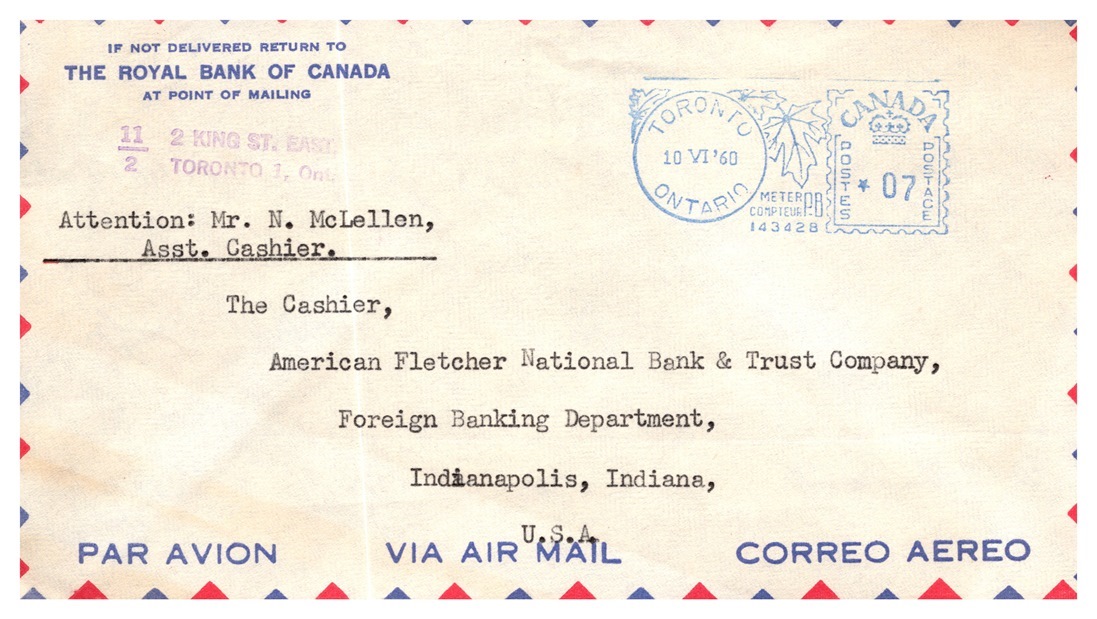 IF NOT DELIVERED RETURN TO
THE ROYAL BANK OF CANADA
AT POINT OF MAILING
11
2
2 KING ST. EAST
TORONTO 1, Ont.
TORONTO
10 VI '60
ONTARIO
METER
COMPTEUR
PB
143428
CANADA
POSTES
07
POSTAGE
Attention: Mr. N. McLellen,
Asst. Cashier.
The Cashier,
American Fletcher National Bank & Trust Company,
Foreign Banking Department,
Indianapolis, Indiana,
U.S.A.
PAR AVION
VIA AIR MAIL
CORREO AEREO